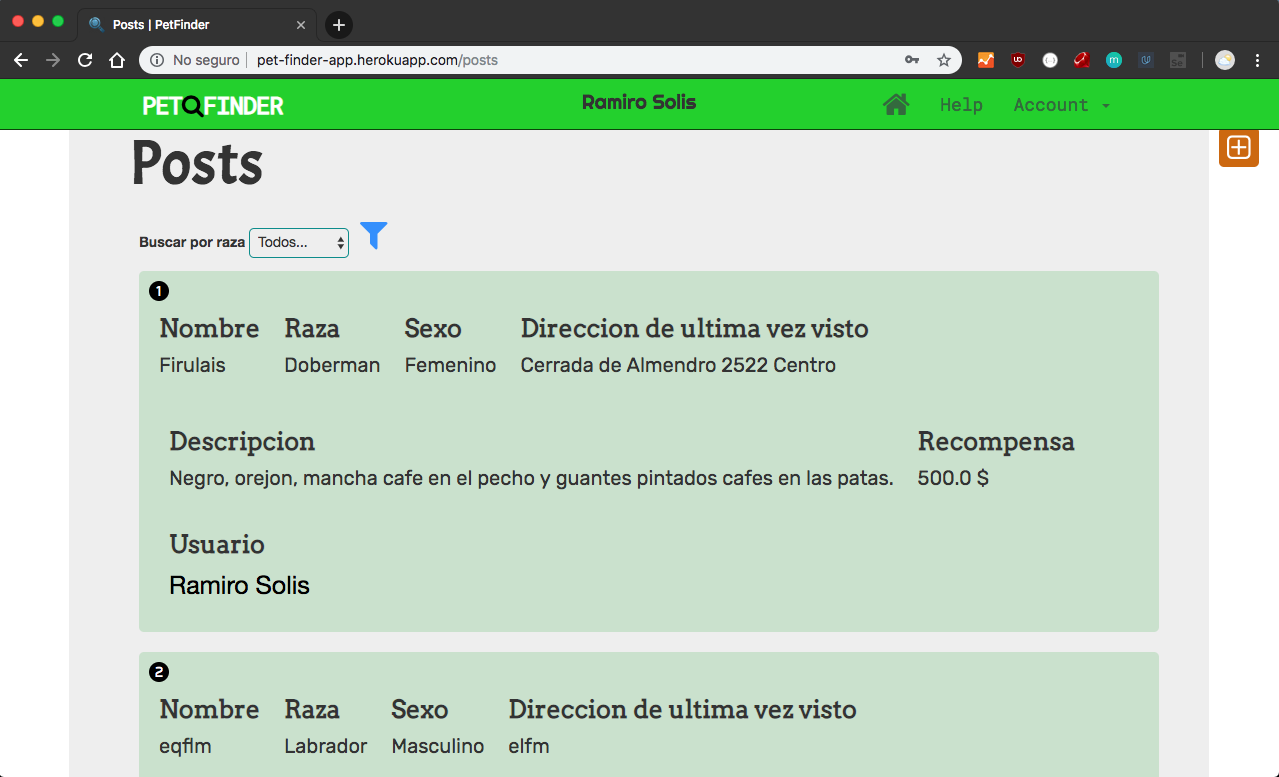 Posts | PetFinder
No seguro pet-finder-app.herokuapp.com/posts
PET FINDER
Ramiro Solis
Help
Account
Posts
Buscar por raza Todos...
1
Nombre Raza Sexo Direccion de ultima vez visto
Firulais Doberman Femenino Cerrada de Almendro 2522 Centro
Descripcion Recompensa
Negro, orejon, mancha cafe en el pecho y guantes pintados cafes en las patas. 500.0 $
Usuario
Ramiro Solis
2
Nombre Raza Sexo Direccion de ultima vez visto
eqflm Labrador Masculino elfm